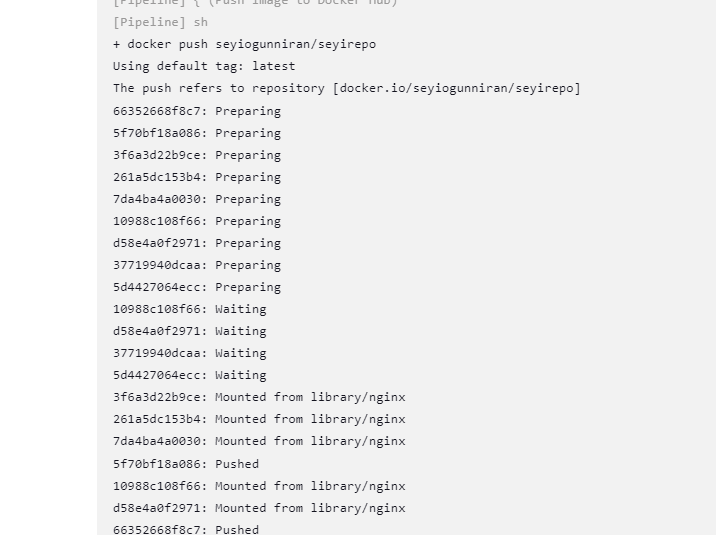 [Pipeline] { (Push Image to Docker Hub)
[Pipeline] sh
+ docker push seyiogunniran/seyirepo
Using default tag: latest
The push refers to repository [docker.io/seyiogunniran/seyirepo]
66352668f8c7: Preparing
5f70bf18a086: Preparing
3f6a3d22b9ce: Preparing
261a5dc153b4: Preparing
7da4ba4a0030: Preparing
10988c108f66: Preparing
d58e4a0f2971: Preparing
37719940dcaa: Preparing
5d4427064ecc: Preparing
10988c108f66: Waiting
d58e4a0f2971: Waiting
37719940dcaa: Waiting
5d4427064ecc: Waiting
3f6a3d22b9ce: Mounted from library/nginx
261a5dc153b4: Mounted from library/nginx
7da4ba4a0030: Mounted from library/nginx
5f70bf18a086: Pushed
10988c108f66: Mounted from library/nginx
d58e4a0f2971: Mounted from library/nginx
66352668f8c7: Pushed